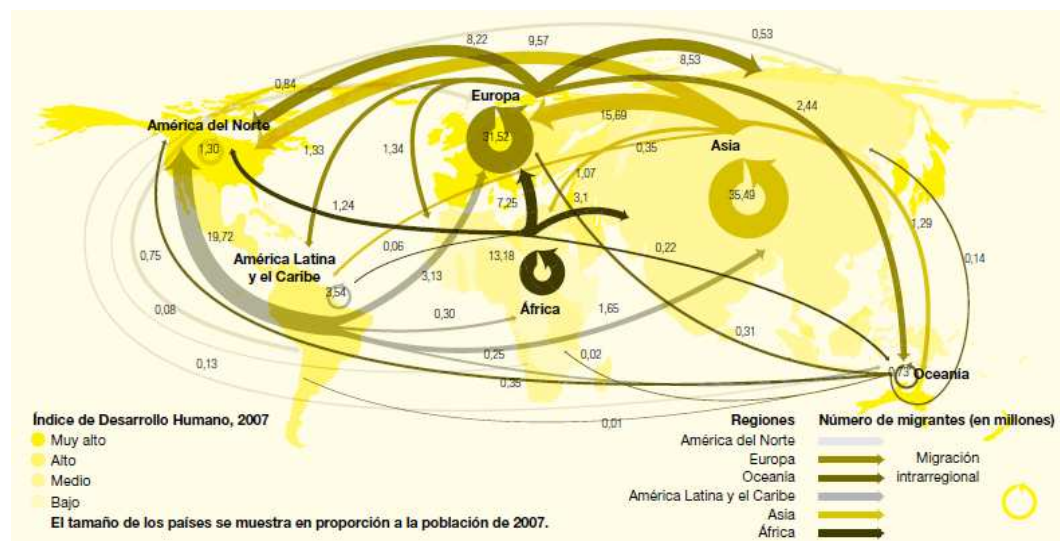 8,22
9,57
0,53
0,84
8,53
Europa
2,44
América del Norte
31,52
15,69
Asia
1,30
1,33
1,34
0,35
1,07
35,49
7,25
3,1
1,24
1,29
19,72
0,06
13,18
0,22
0,14
0,75
América Latina
y el Caribe
3,13
3,54
África
1,65
0,08
0,30
0,31
0,13
0,25
0,02
0,35
0,73
Oceanía
0,01
Índice de Desarrollo Humano, 2007
Muy alto
Alto
Medio
Bajo
El tamaño de los países se muestra en proporción a la población de 2007.
Regiones
Número de migrantes (en millones)
América del Norte
Europa
Migración
Oceanía
intrarregional
América Latina y el Caribe
Asia
África